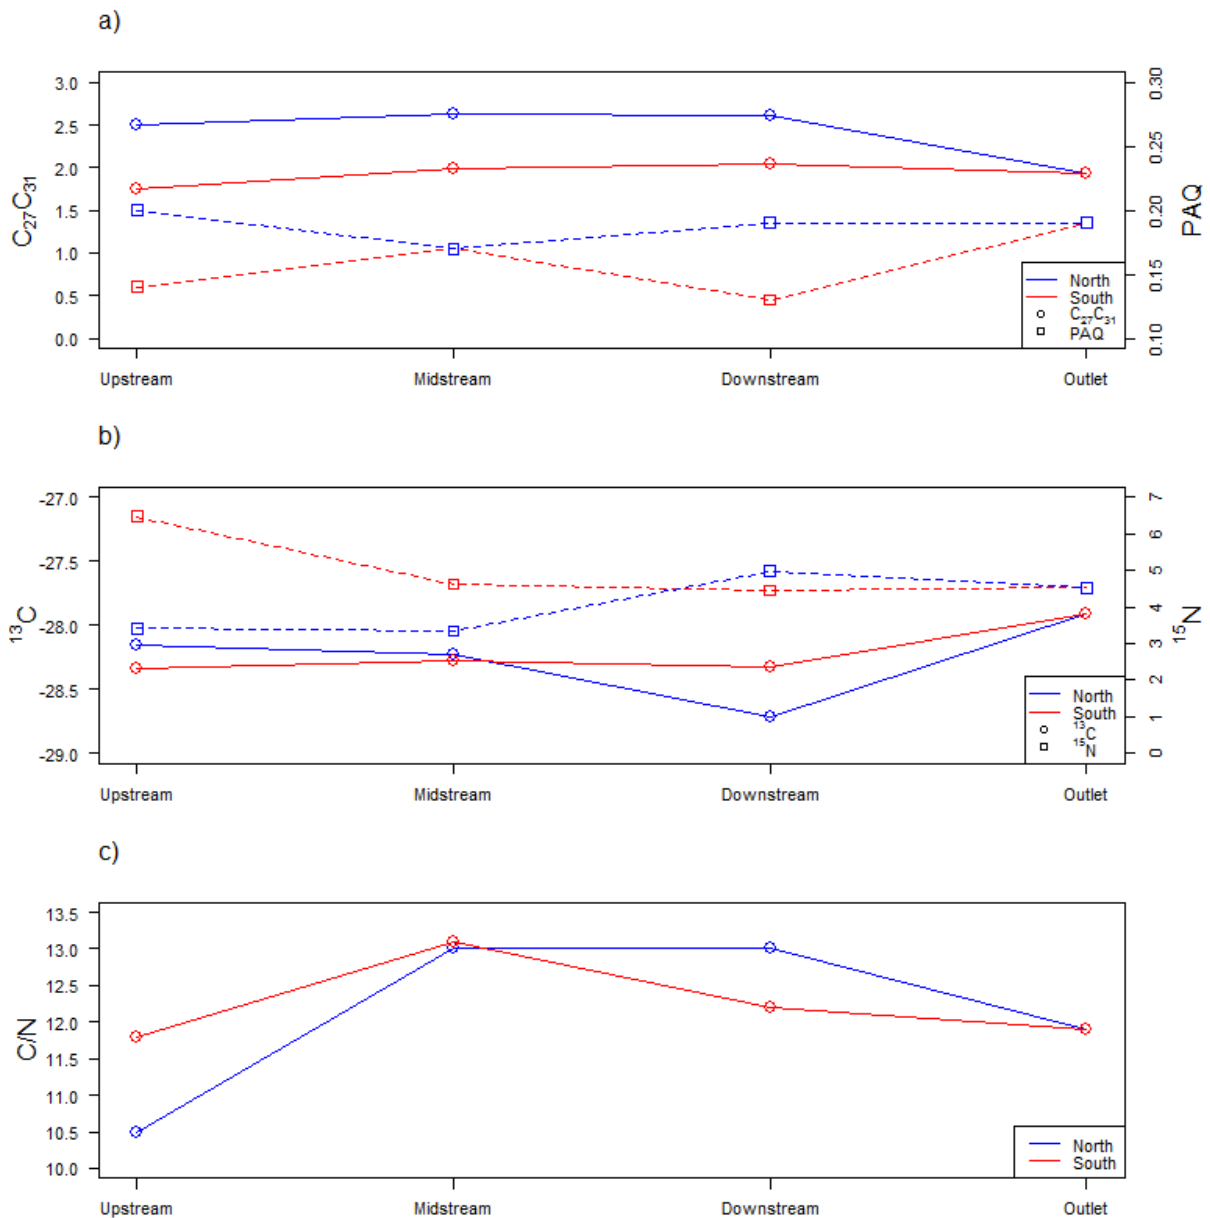 a)
3.0
2.5
2.0
1.5
1.0
0.5
0.0
C₂₇C₃₁
0.30
0.25
0.20
0.15
0.10
PAQ
North
South
C₂₇C₃₁
PAQ
Upstream Midstream Downstream Outlet
b)
-27.0
-27.5
-28.0
-28.5
-29.0
¹³C
7
6
5
4
3
2
1
0
¹⁵N
North
South
¹³C
¹⁵N
Upstream Midstream Downstream Outlet
c)
13.5
13.0
12.5
12.0
11.5
11.0
10.5
10.0
C/N
North
South
Upstream Midstream Downstream Outlet